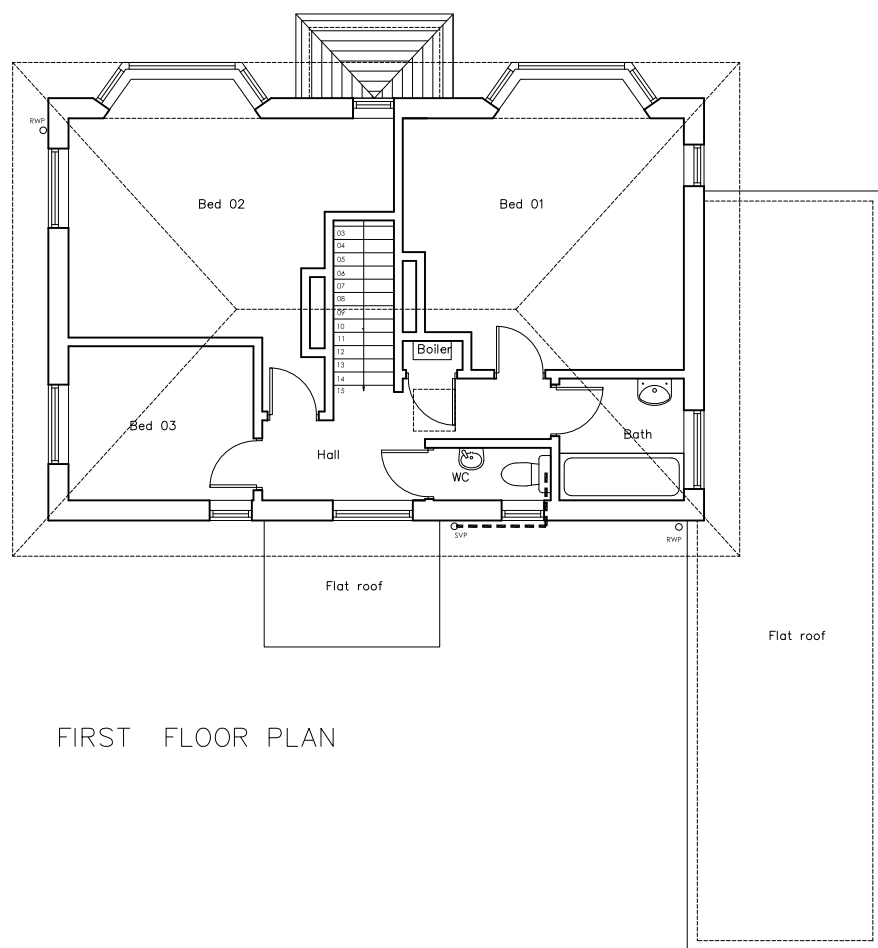 RWP
Bed 02
Bed 01
03
04
05
06
07
08
09
10
11
12
13
14
15
Boiler
Bed 03
Hall
Bath
WC
SVP
RWP
Flat roof
Flat roof
FIRST FLOOR PLAN